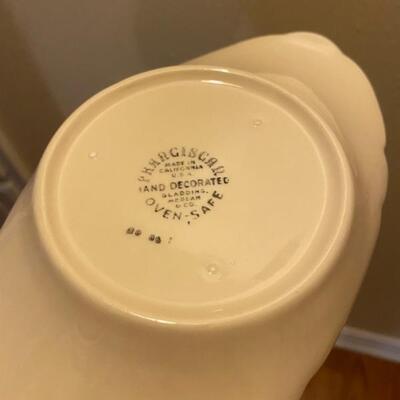 FRANCISCAN
MADE IN
CALIFORNIA
U.S.A.
HAND DECORATED
GLADDING,
McBEAN
& CO.
OVEN-SAFE